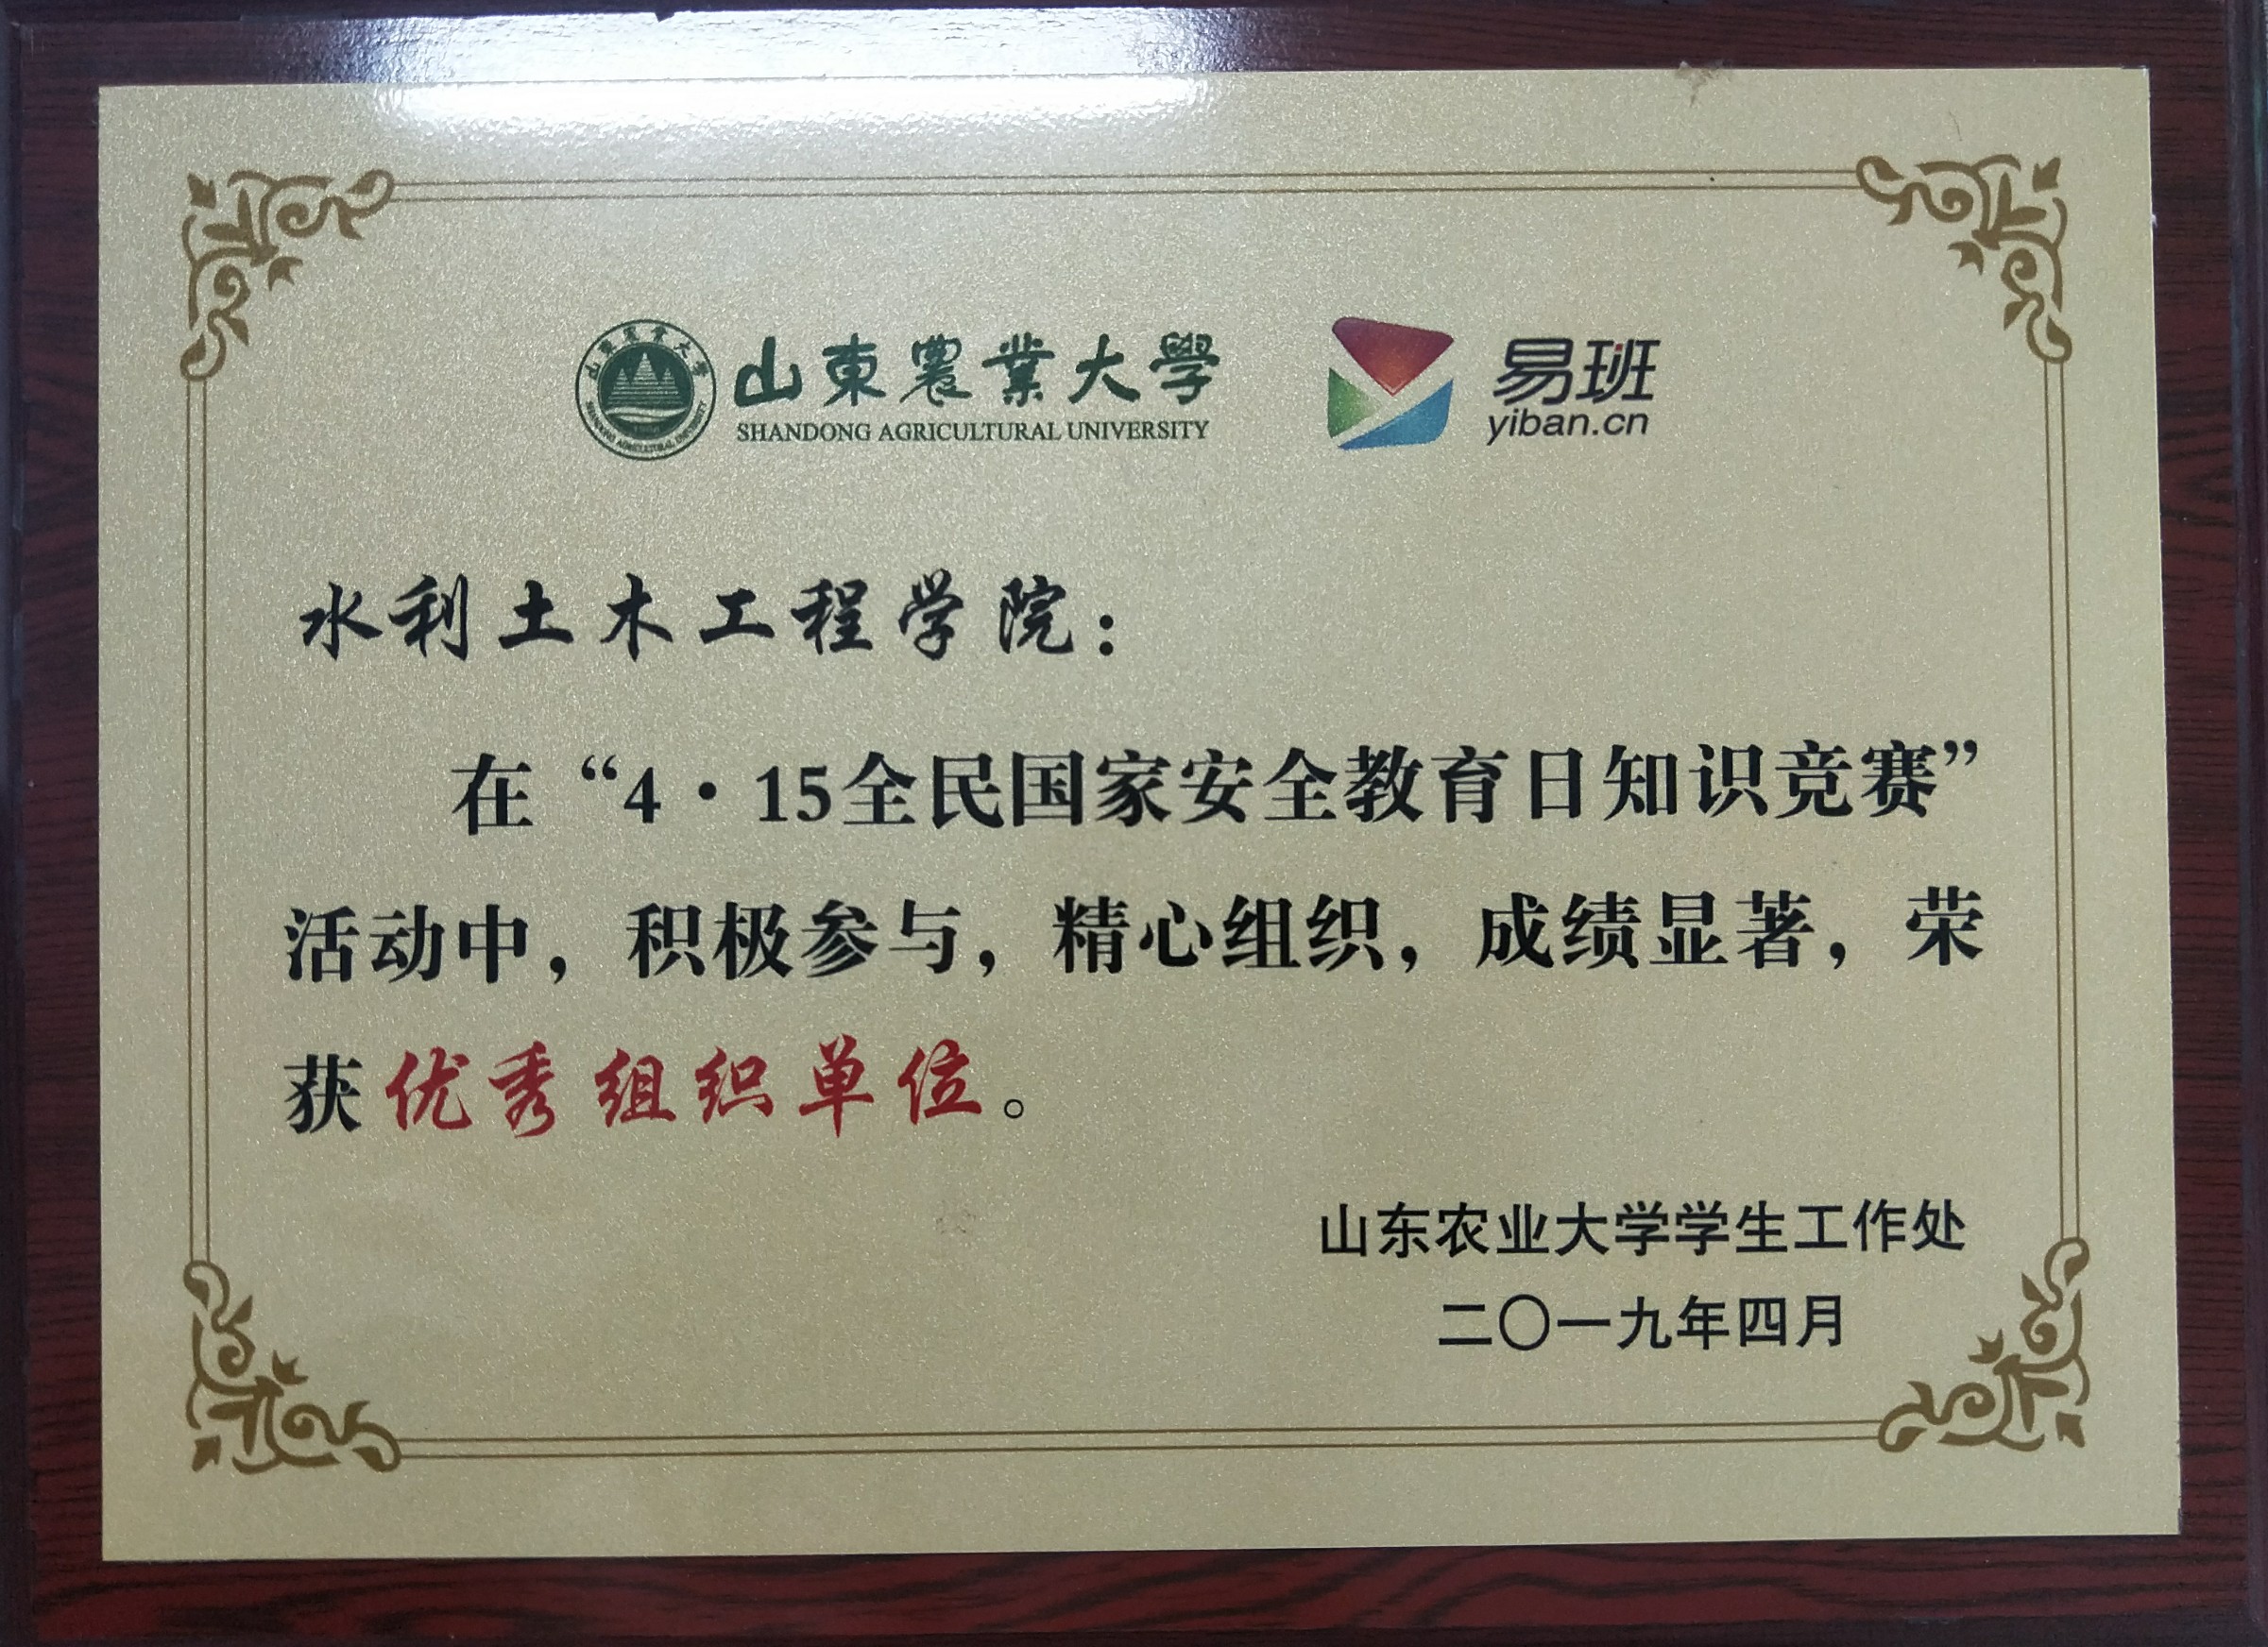 山東農業大學
SHANDONG AGRICULTURAL UNIVERSITY
易班
yiban.cn
水利土木工程学院：
在“4·15全民国家安全教育日知识竞赛”
活动中，积极参与，精心组织，成绩显著，荣
获优秀组织单位。
山东农业大学学生工作处
二〇一九年四月